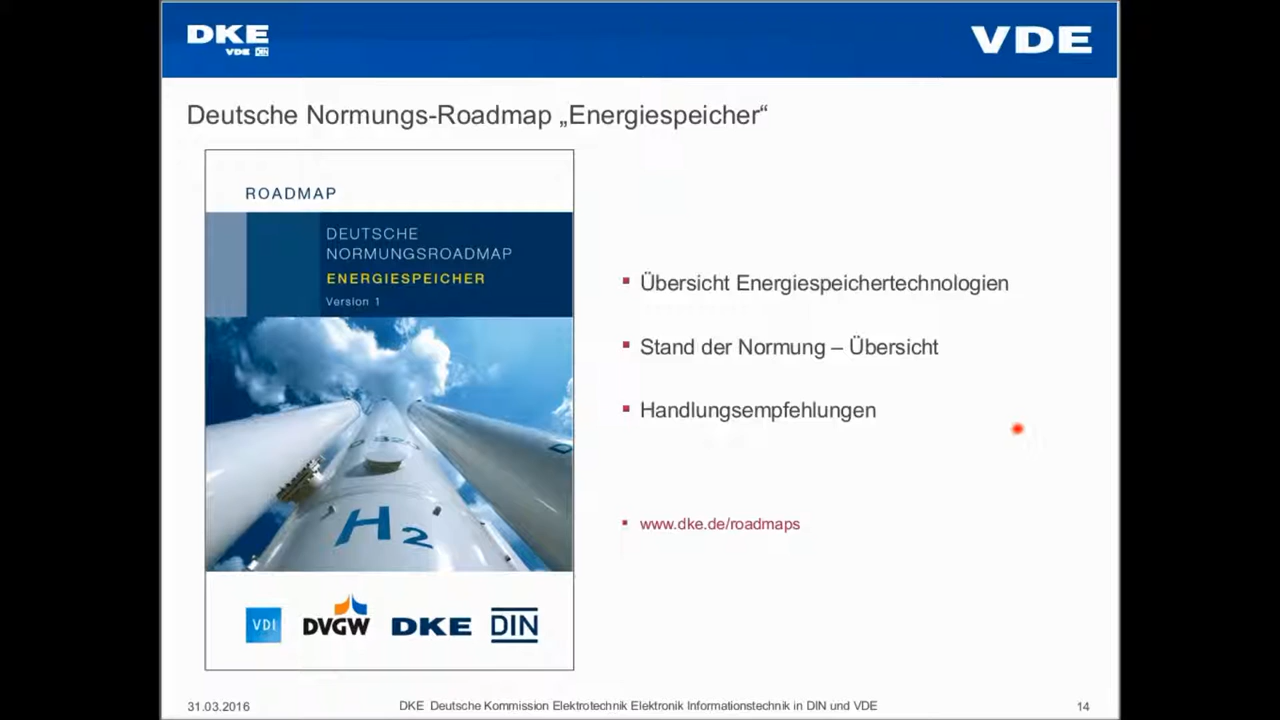 DKE
VDE DIN
VDE
Deutsche Normungs-Roadmap „Energiespeicher“
ROADMAP
DEUTSCHE
NORMUNGSROADMAP
ENERGIESPEICHER
Version 1
H2
VDI
DVGW
DKE
DIN
▪ Übersicht Energiespeichertechnologien
▪ Stand der Normung – Übersicht
▪ Handlungsempfehlungen
▪ www.dke.de/roadmaps
31.03.2016
DKE Deutsche Kommission Elektrotechnik Elektronik Informationstechnik in DIN und VDE
14